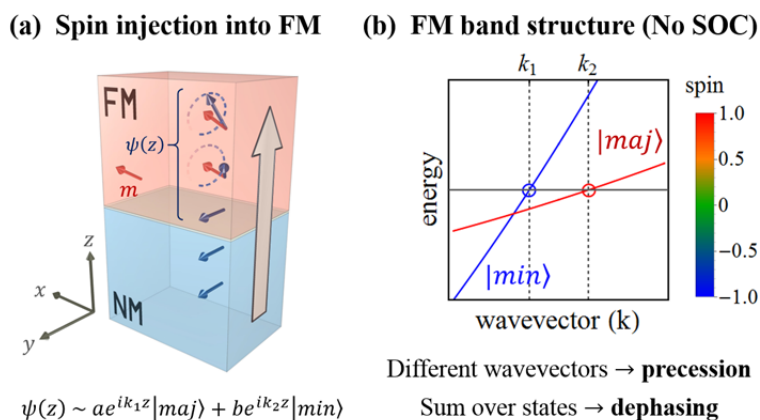 (a) Spin injection into FM
FM
ψ(z)
m
z
x
y
NM
ψ(z) ~ ae^{ik₁z}|maj⟩ + be^{ik₂z}|min⟩
(b) FM band structure (No SOC)
k₁ k₂
spin
1.0
0.5
0
−0.5
−1.0
|maj⟩
|min⟩
energy
wavevector (k)
Different wavevectors → precession
Sum over states → dephasing